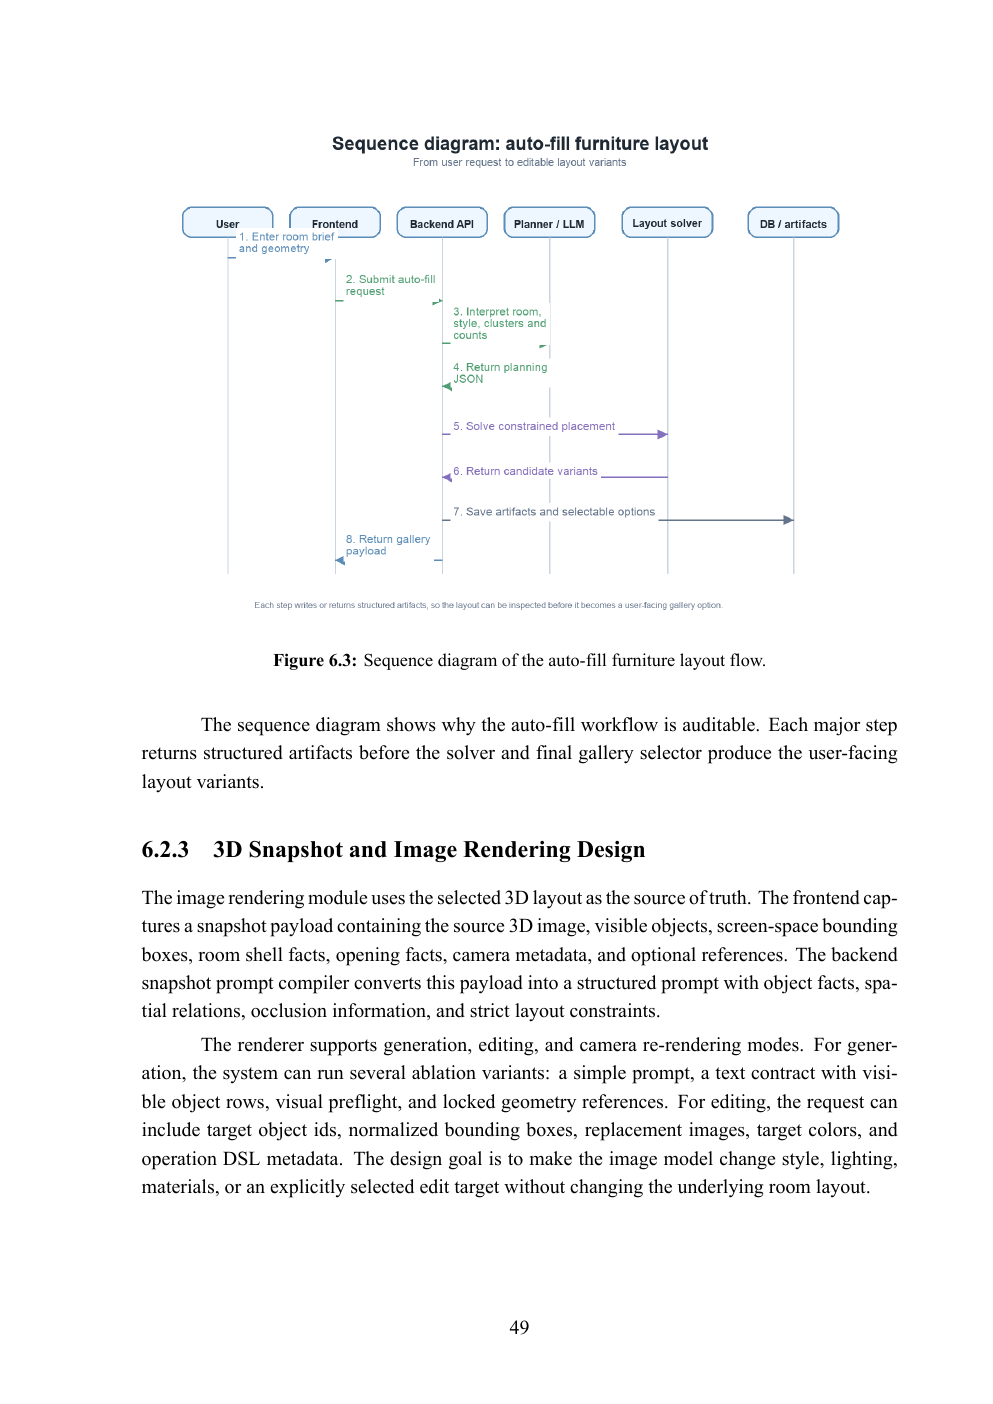 Sequence diagram: auto-fill furniture layout
From user request to editable layout variants
User
Frontend
Backend API
Planner / LLM
Layout solver
DB / artifacts
1. Enter room brief
and geometry
2. Submit auto-fill
request
3. Interpret room,
style, clusters and
counts
4. Return planning
JSON
5. Solve constrained placement
6. Return candidate variants
7. Save artifacts and selectable options
8. Return gallery
payload
Each step writes or returns structured artifacts, so the layout can be inspected before it becomes a user-facing gallery option.
Figure 6.3: Sequence diagram of the auto-fill furniture layout flow.
The sequence diagram shows why the auto-fill workflow is auditable. Each major step
returns structured artifacts before the solver and final gallery selector produce the user-facing
layout variants.
6.2.3 3D Snapshot and Image Rendering Design
The image rendering module uses the selected 3D layout as the source of truth. The frontend cap-
tures a snapshot payload containing the source 3D image, visible objects, screen-space bounding
boxes, room shell facts, opening facts, camera metadata, and optional references. The backend
snapshot prompt compiler converts this payload into a structured prompt with object facts, spa-
tial relations, occlusion information, and strict layout constraints.
The renderer supports generation, editing, and camera re-rendering modes. For gener-
ation, the system can run several ablation variants: a simple prompt, a text contract with visi-
ble object rows, visual preflight, and locked geometry references. For editing, the request can
include target object ids, normalized bounding boxes, replacement images, target colors, and
operation DSL metadata. The design goal is to make the image model change style, lighting,
materials, or an explicitly selected edit target without changing the underlying room layout.
49